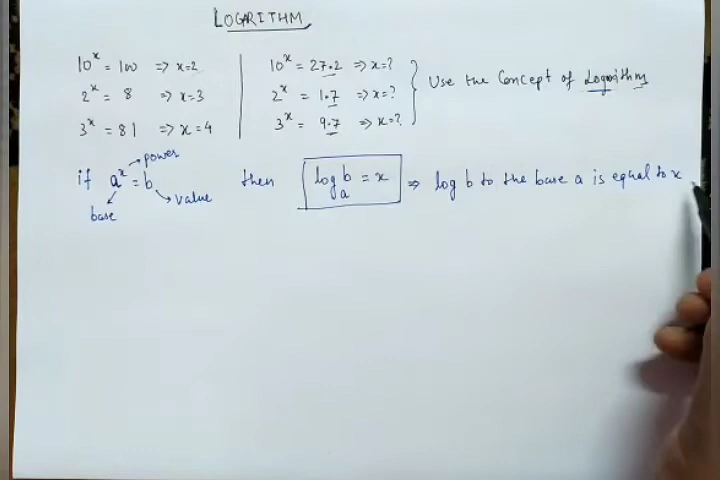 LOGARITHM
10^x = 100 => x=2
2^x = 8 => x=3
3^x = 81 => x=4
10^x = 27.2 => x=?
2^x = 1.7 => x=?
3^x = 9.7 => x=?
Use the Concept of Logarithm
if a^x = b then log_a b = x => log b to the base a is equal to x
power
value
base